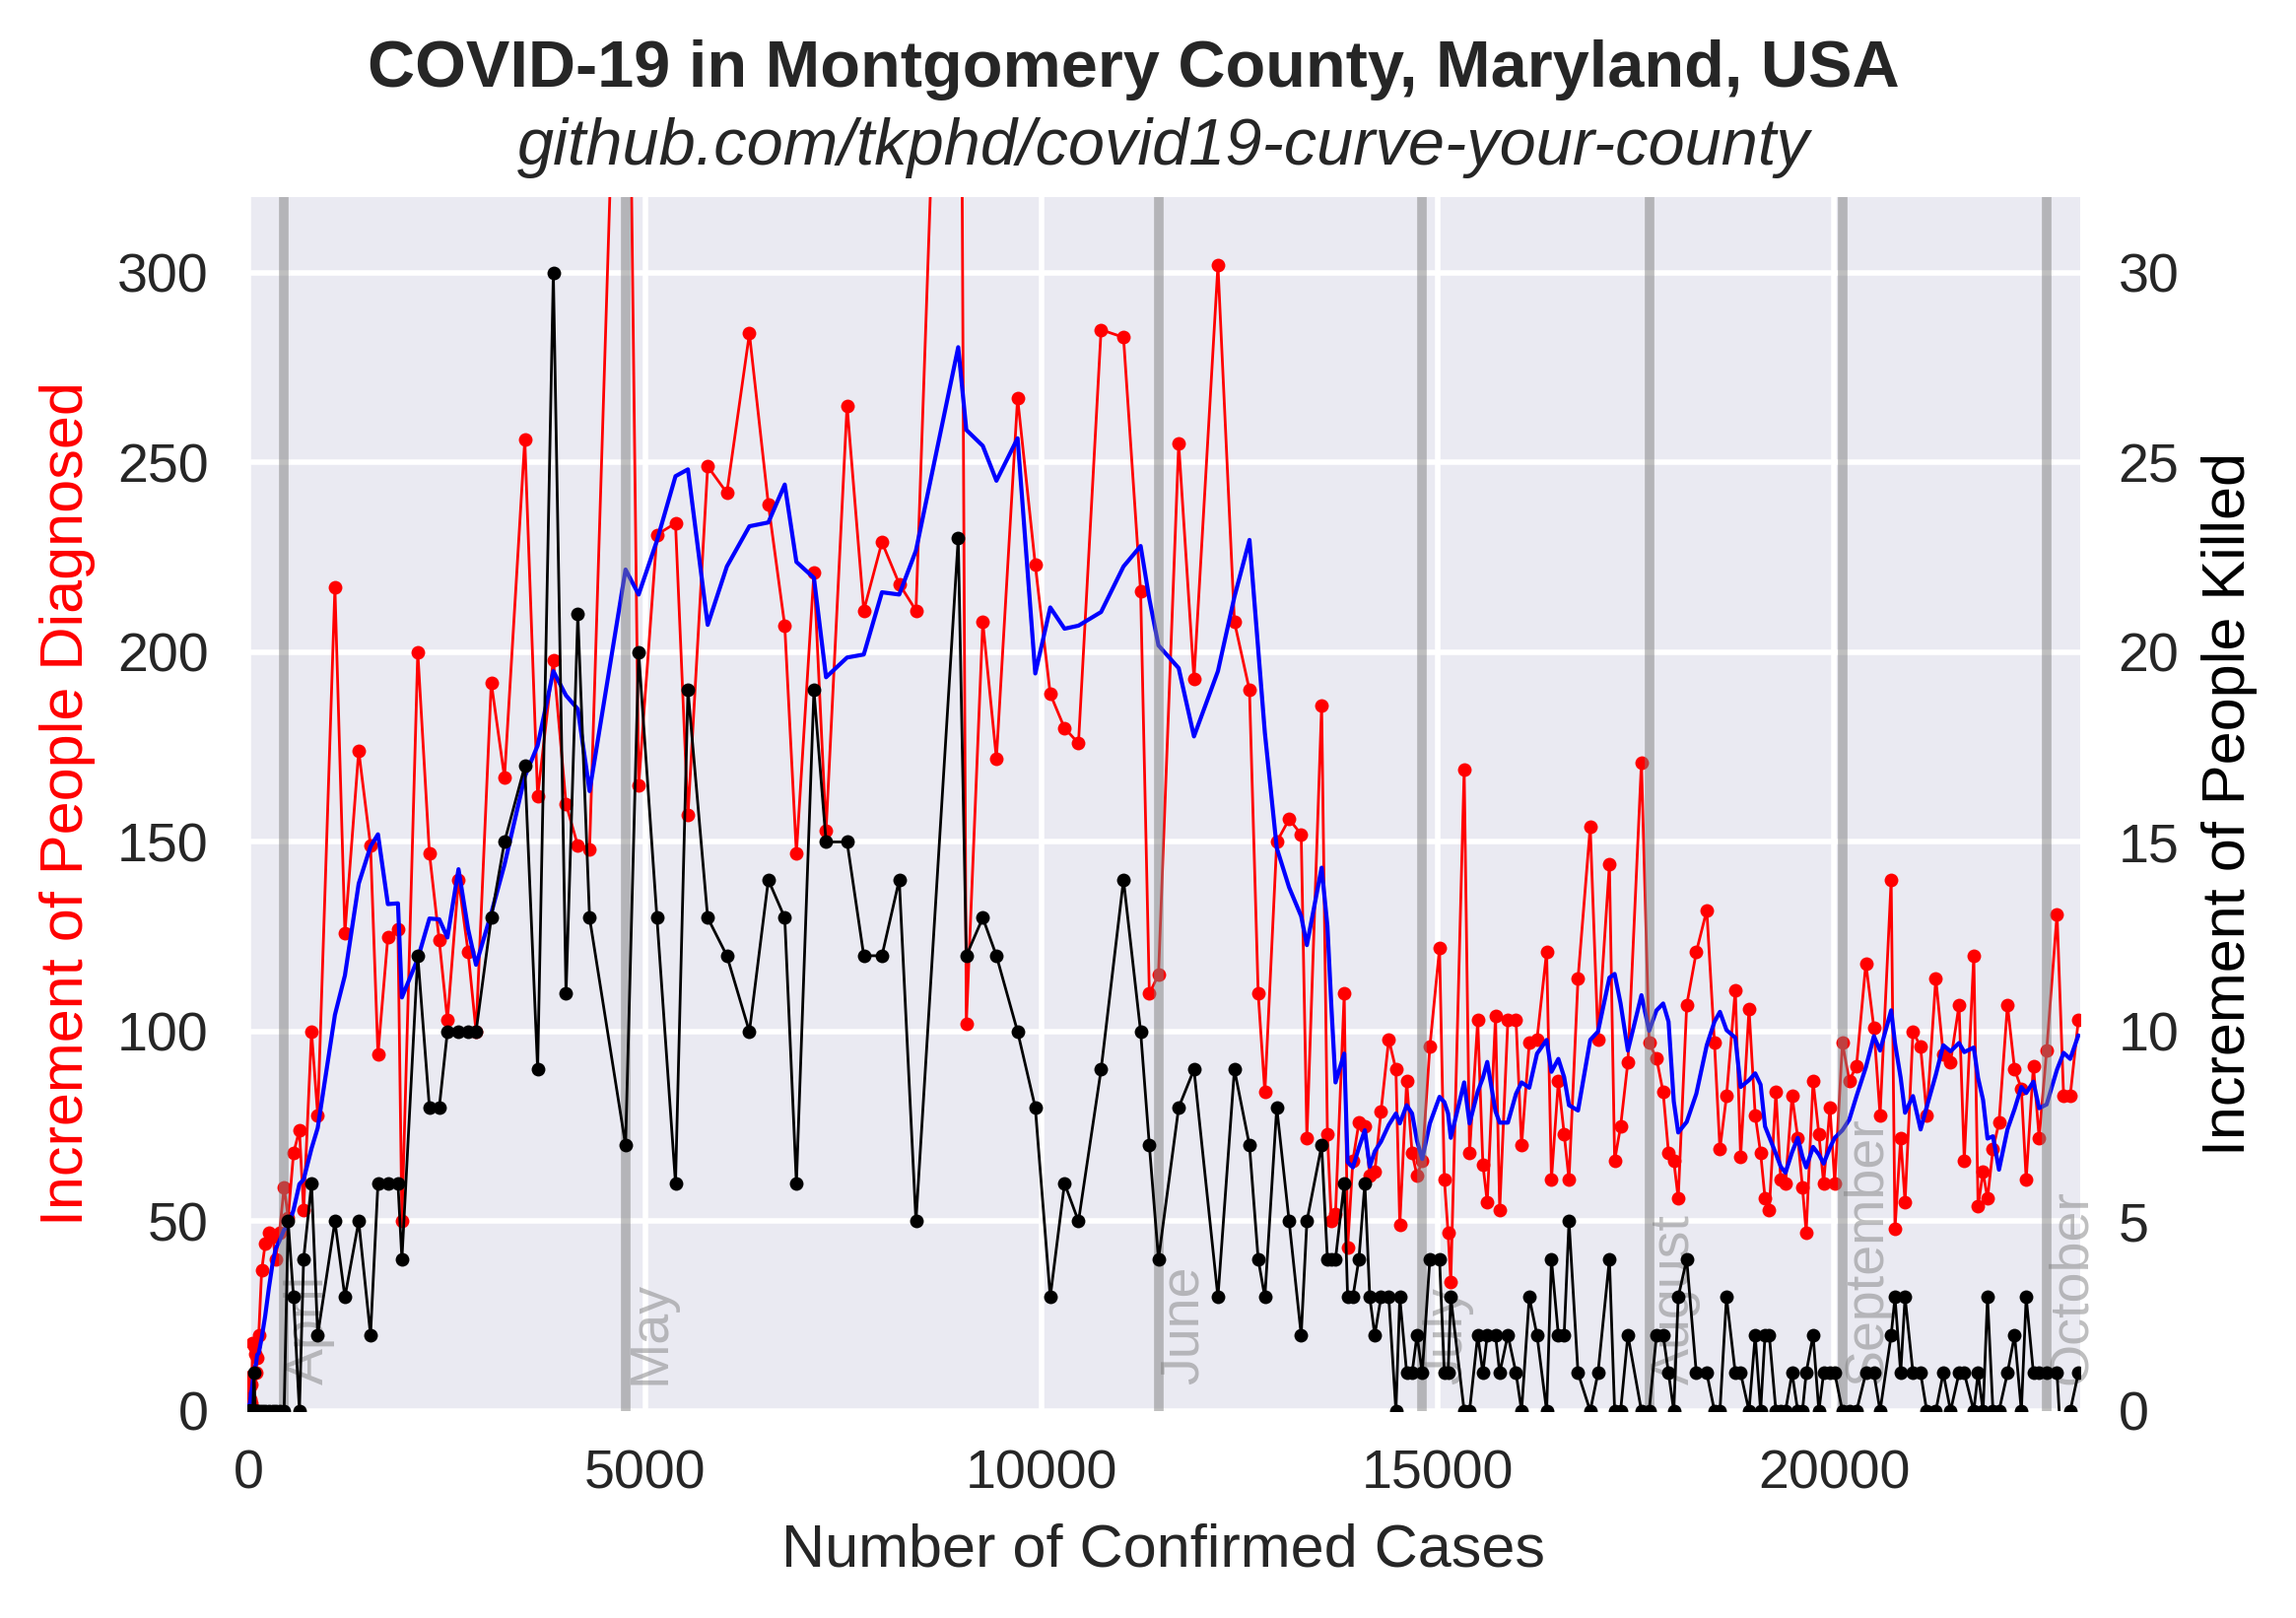 COVID-19 in Montgomery County, Maryland, USA
github.com/tkphd/covid19-curve-your-county
Increment of People Diagnosed
300
250
200
150
100
50
0
30
25
20
15
10
5
0
Increment of People Killed
April
May
June
July
August
September
October
0
5000
10000
15000
20000
Number of Confirmed Cases